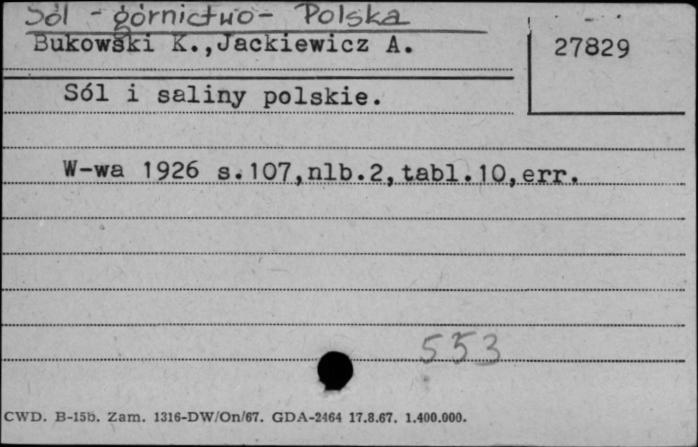 Sól - górnictwo - Polska
Bukowski K.,Jackiewicz A.
27829
Sól i saliny polskie.
W-wa 1926 s.107,nlb.2,tabl.10,err.
553
CWD. B-15b. Zam. 1316-DW/On/67. GDA-2464 17.8.67. 1.400.000.